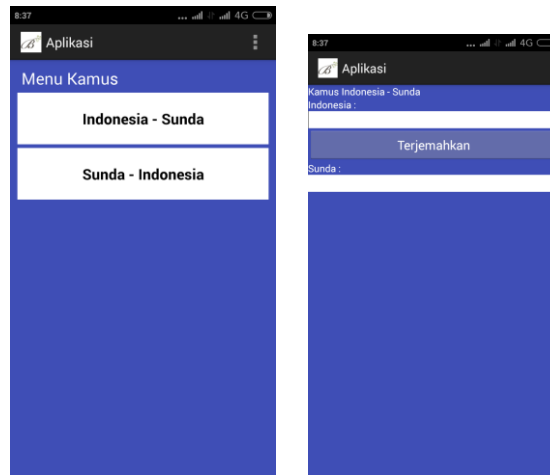 8:37 ... 4G
Aplikasi
Menu Kamus
Indonesia - Sunda
Sunda - Indonesia
8:37 ... 4G
Aplikasi
Kamus Indonesia - Sunda
Indonesia :
Terjemahkan
Sunda :